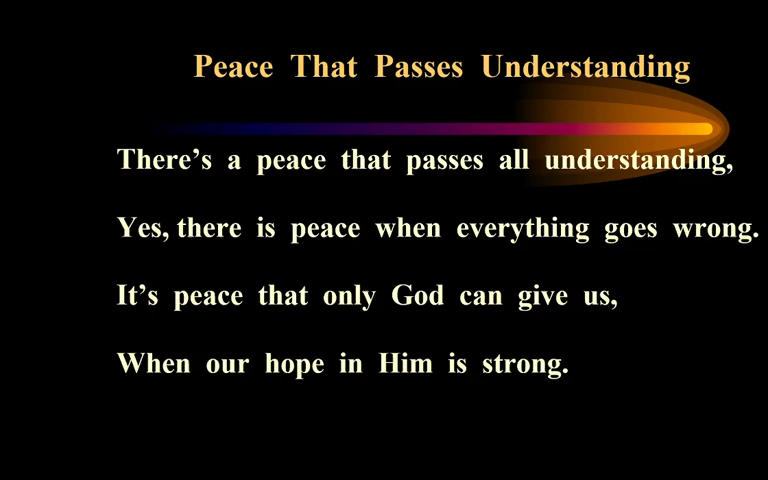 Peace That Passes Understanding
There’s a peace that passes all understanding,
Yes, there is peace when everything goes wrong.
It’s peace that only God can give us,
When our hope in Him is strong.